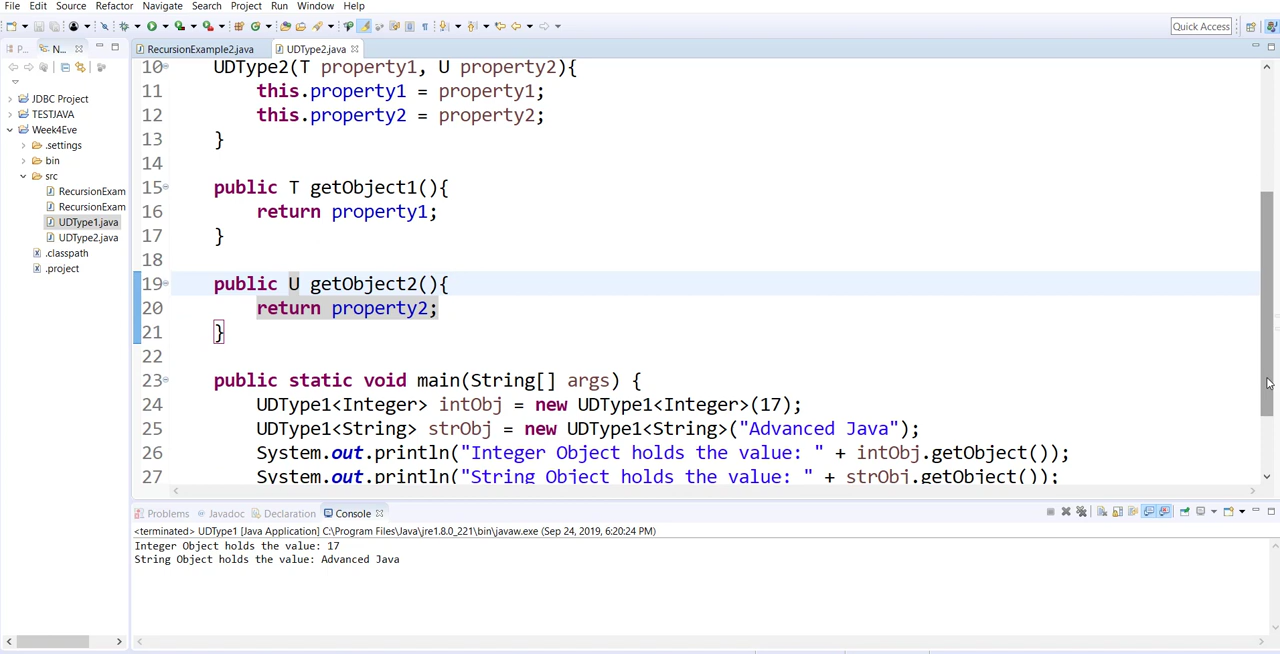 File Edit Source Refactor Navigate Search Project Run Window Help
Quick Access
P... N...
RecursionExample2.java UDType2.java
JDBC Project
TESTJAVA
Week4Eve
.settings
bin
src
RecursionExam
RecursionExam
UDType1.java
UDType2.java
.classpath
.project
10 UDType2(T property1, U property2){
11 this.property1 = property1;
12 this.property2 = property2;
13 }
14
15 public T getObject1(){
16 return property1;
17 }
18
19 public U getObject2(){
20 return property2;
21 }
22
23 public static void main(String[] args) {
24 UDType1<Integer> intObj = new UDType1<Integer>(17);
25 UDType1<String> strObj = new UDType1<String>("Advanced Java");
26 System.out.println("Integer Object holds the value: " + intObj.getObject());
27 System.out.println("String Object holds the value: " + strObj.getObject());
Problems Javadoc Declaration Console
<terminated> UDType1 [Java Application] C:\Program Files\Java\jre1.8.0_221\bin\javaw.exe (Sep 24, 2019, 6:20:24 PM)
Integer Object holds the value: 17
String Object holds the value: Advanced Java